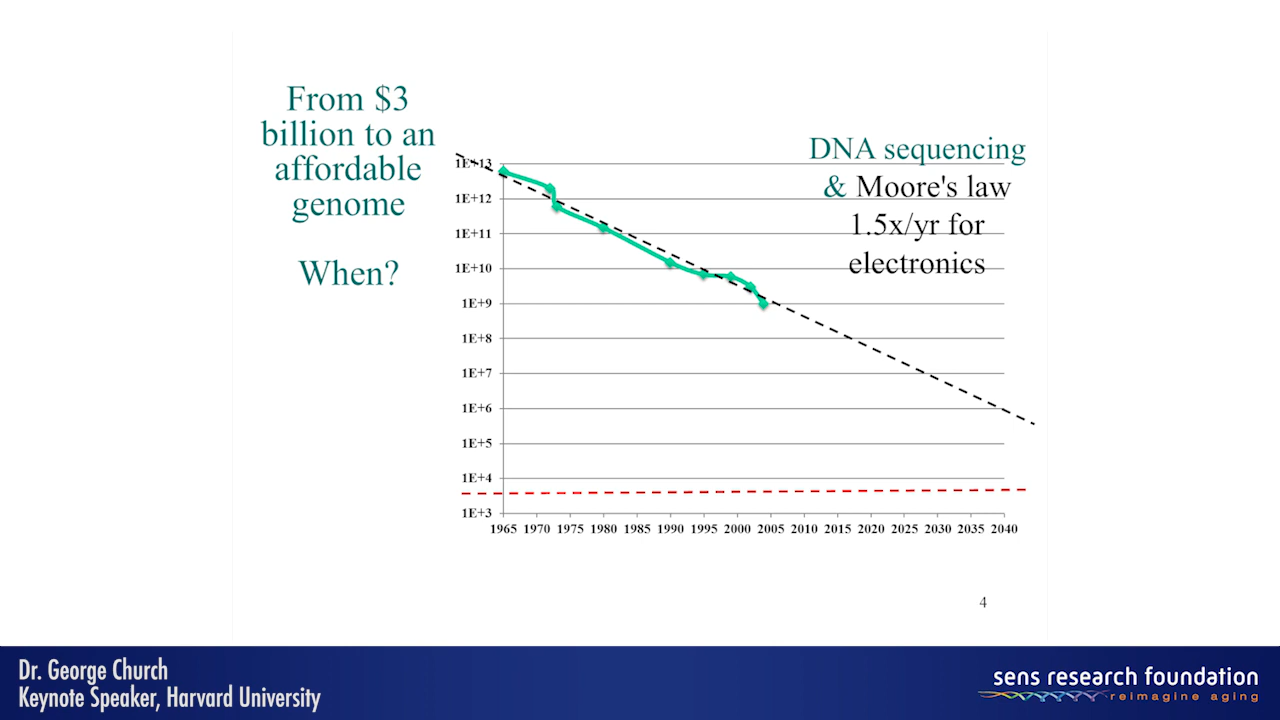 From $3
billion to an
affordable
genome
When?
DNA sequencing
& Moore's law
1.5x/yr for
electronics
1E+13
1E+12
1E+11
1E+10
1E+9
1E+8
1E+7
1E+6
1E+5
1E+4
1E+3
1965 1970 1975 1980 1985 1990 1995 2000 2005 2010 2015 2020 2025 2030 2035 2040
4
Dr. George Church
Keynote Speaker, Harvard University
sens research foundation
reimagine aging